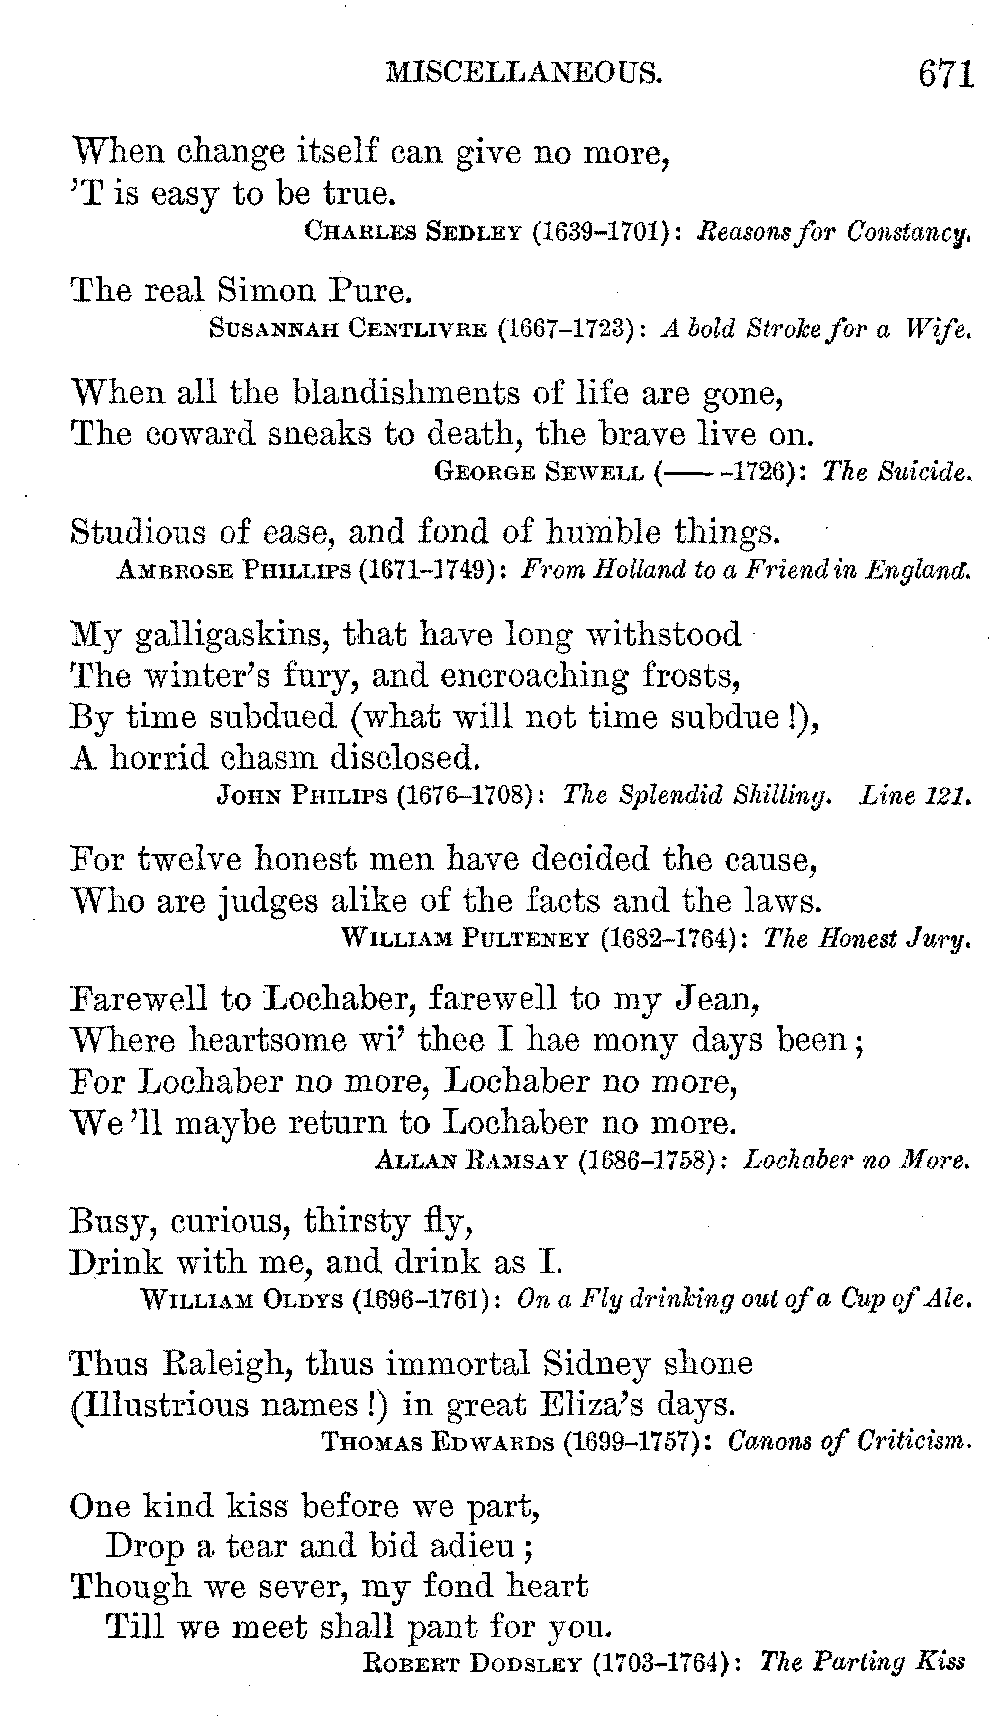 MISCELLANEOUS. 671
When change itself can give no more,
’T is easy to be true.
CHARLES SEDLEY (1639–1701): Reasons for Constancy.
The real Simon Pure.
SUSANNAH CENTLIVRE (1667–1723): A bold Stroke for a Wife.
When all the blandishments of life are gone,
The coward sneaks to death, the brave live on.
GEORGE SEWELL (—— –1726): The Suicide.
Studious of ease, and fond of humble things.
AMBROSE PHILLIPS (1671–1749): From Holland to a Friend in England.
My galligaskins, that have long withstood
The winter’s fury, and encroaching frosts,
By time subdued (what will not time subdue!),
A horrid chasm disclosed.
JOHN PHILIPS (1676–1708): The Splendid Shilling. Line 121.
For twelve honest men have decided the cause,
Who are judges alike of the facts and the laws.
WILLIAM PULTENEY (1682–1764): The Honest Jury.
Farewell to Lochaber, farewell to my Jean,
Where heartsome wi’ thee I hae mony days been;
For Lochaber no more, Lochaber no more,
We ’ll maybe return to Lochaber no more.
ALLAN RAMSAY (1686–1758): Lochaber no More.
Busy, curious, thirsty fly,
Drink with me, and drink as I.
WILLIAM OLDYS (1696–1761): On a Fly drinking out of a Cup of Ale.
Thus Raleigh, thus immortal Sidney shone
(Illustrious names!) in great Eliza’s days.
THOMAS EDWARDS (1699–1757): Canons of Criticism.
One kind kiss before we part,
Drop a tear and bid adieu;
Though we sever, my fond heart
Till we meet shall pant for you.
ROBERT DODSLEY (1703–1764): The Parting Kiss